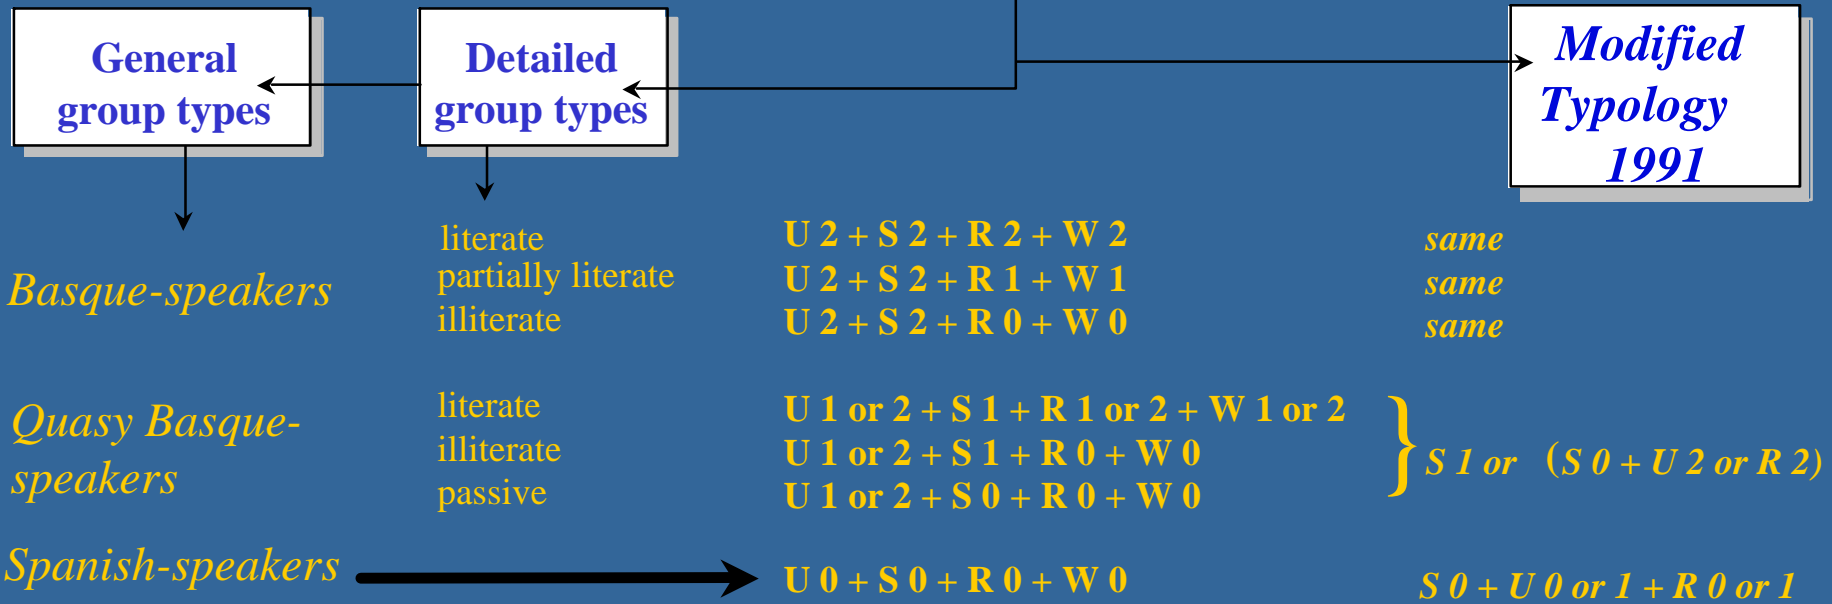 General
group types
Detailed
group types
Modified
Typology
1991
Basque-speakers
literate
U 2 + S 2 + R 2 + W 2
same
partially literate
U 2 + S 2 + R 1 + W 1
same
illiterate
U 2 + S 2 + R 0 + W 0
same
Quasy Basque-
speakers
literate
U 1 or 2 + S 1 + R 1 or 2 + W 1 or 2
illiterate
U 1 or 2 + S 1 + R 0 + W 0
passive
U 1 or 2 + S 0 + R 0 + W 0
} S 1 or (S 0 + U 2 or R 2)
Spanish-speakers
U 0 + S 0 + R 0 + W 0
S 0 + U 0 or 1 + R 0 or 1